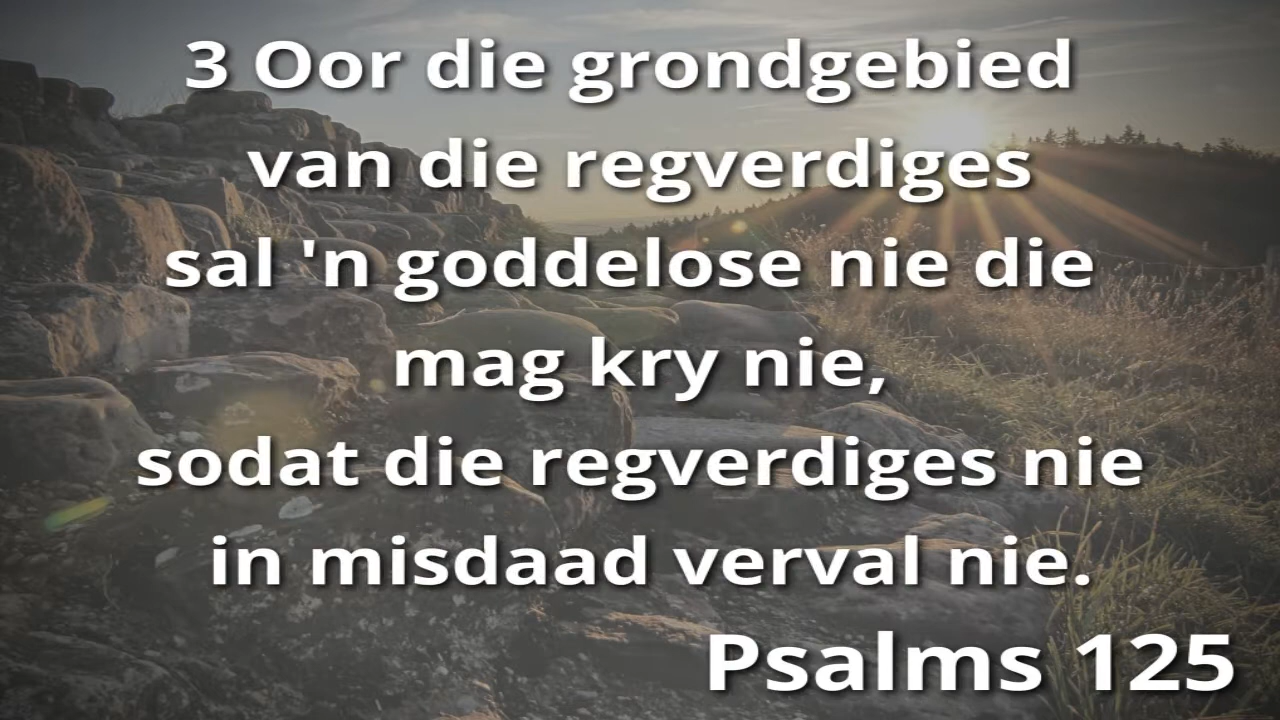 3 Oor die grondgebied
van die regverdiges
sal 'n goddelose nie die
mag kry nie,
sodat die regverdiges nie
in misdaad verval nie.
Psalms 125